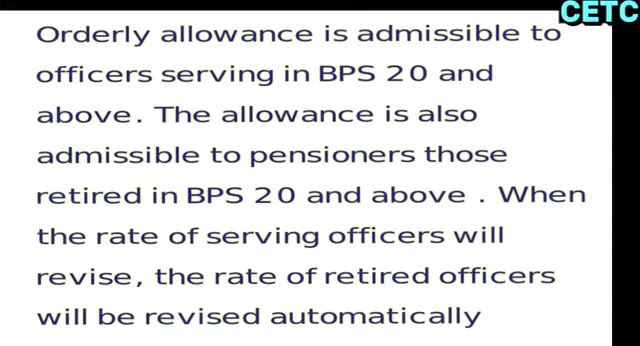 CETC
Orderly allowance is admissible to
officers serving in BPS 20 and
above. The allowance is also
admissible to pensioners those
retired in BPS 20 and above . When
the rate of serving officers will
revise, the rate of retired officers
will be revised automatically